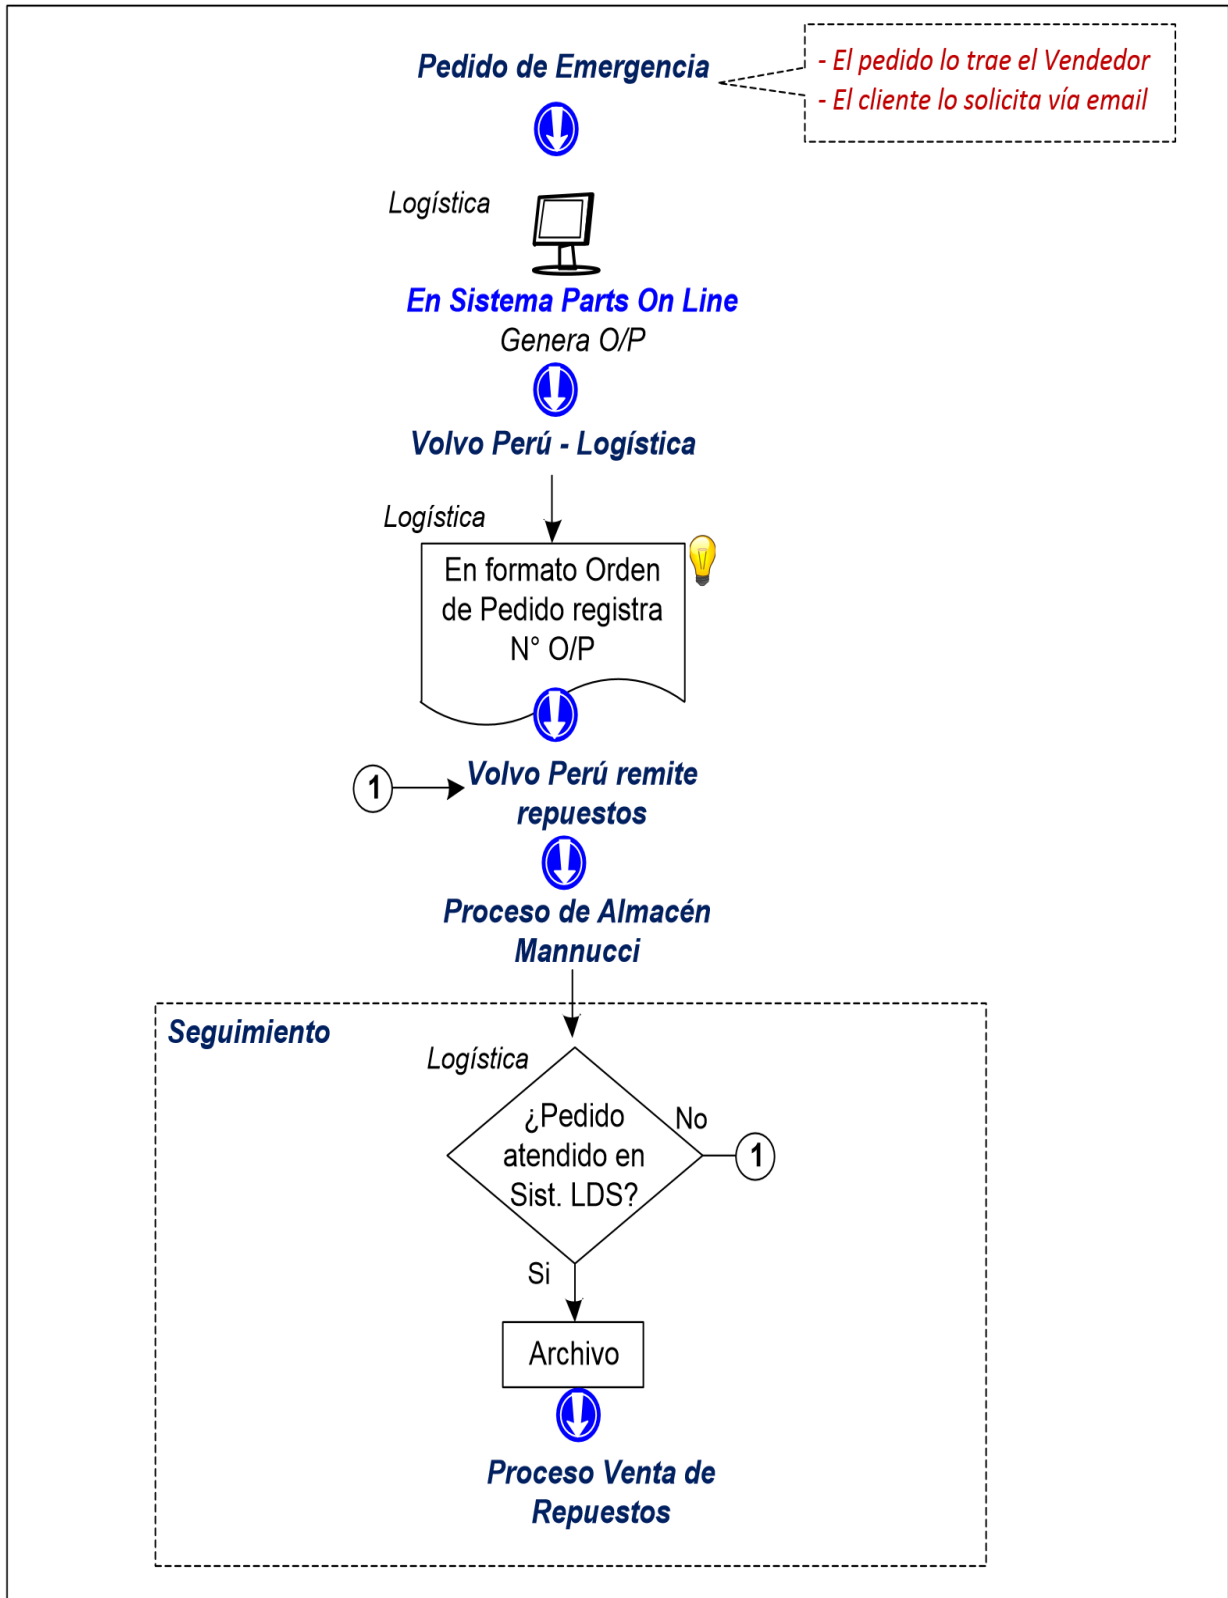 Pedido de Emergencia
- El pedido lo trae el Vendedor
- El cliente lo solicita vía email
Logística
En Sistema Parts On Line
Genera O/P
Volvo Perú - Logística
Logística
En formato Orden
de Pedido registra
N° O/P
1
Volvo Perú remite
repuestos
Proceso de Almacén
Mannucci
Seguimiento
Logística
¿Pedido
atendido en
Sist. LDS?
No
1
Si
Archivo
Proceso Venta de
Repuestos